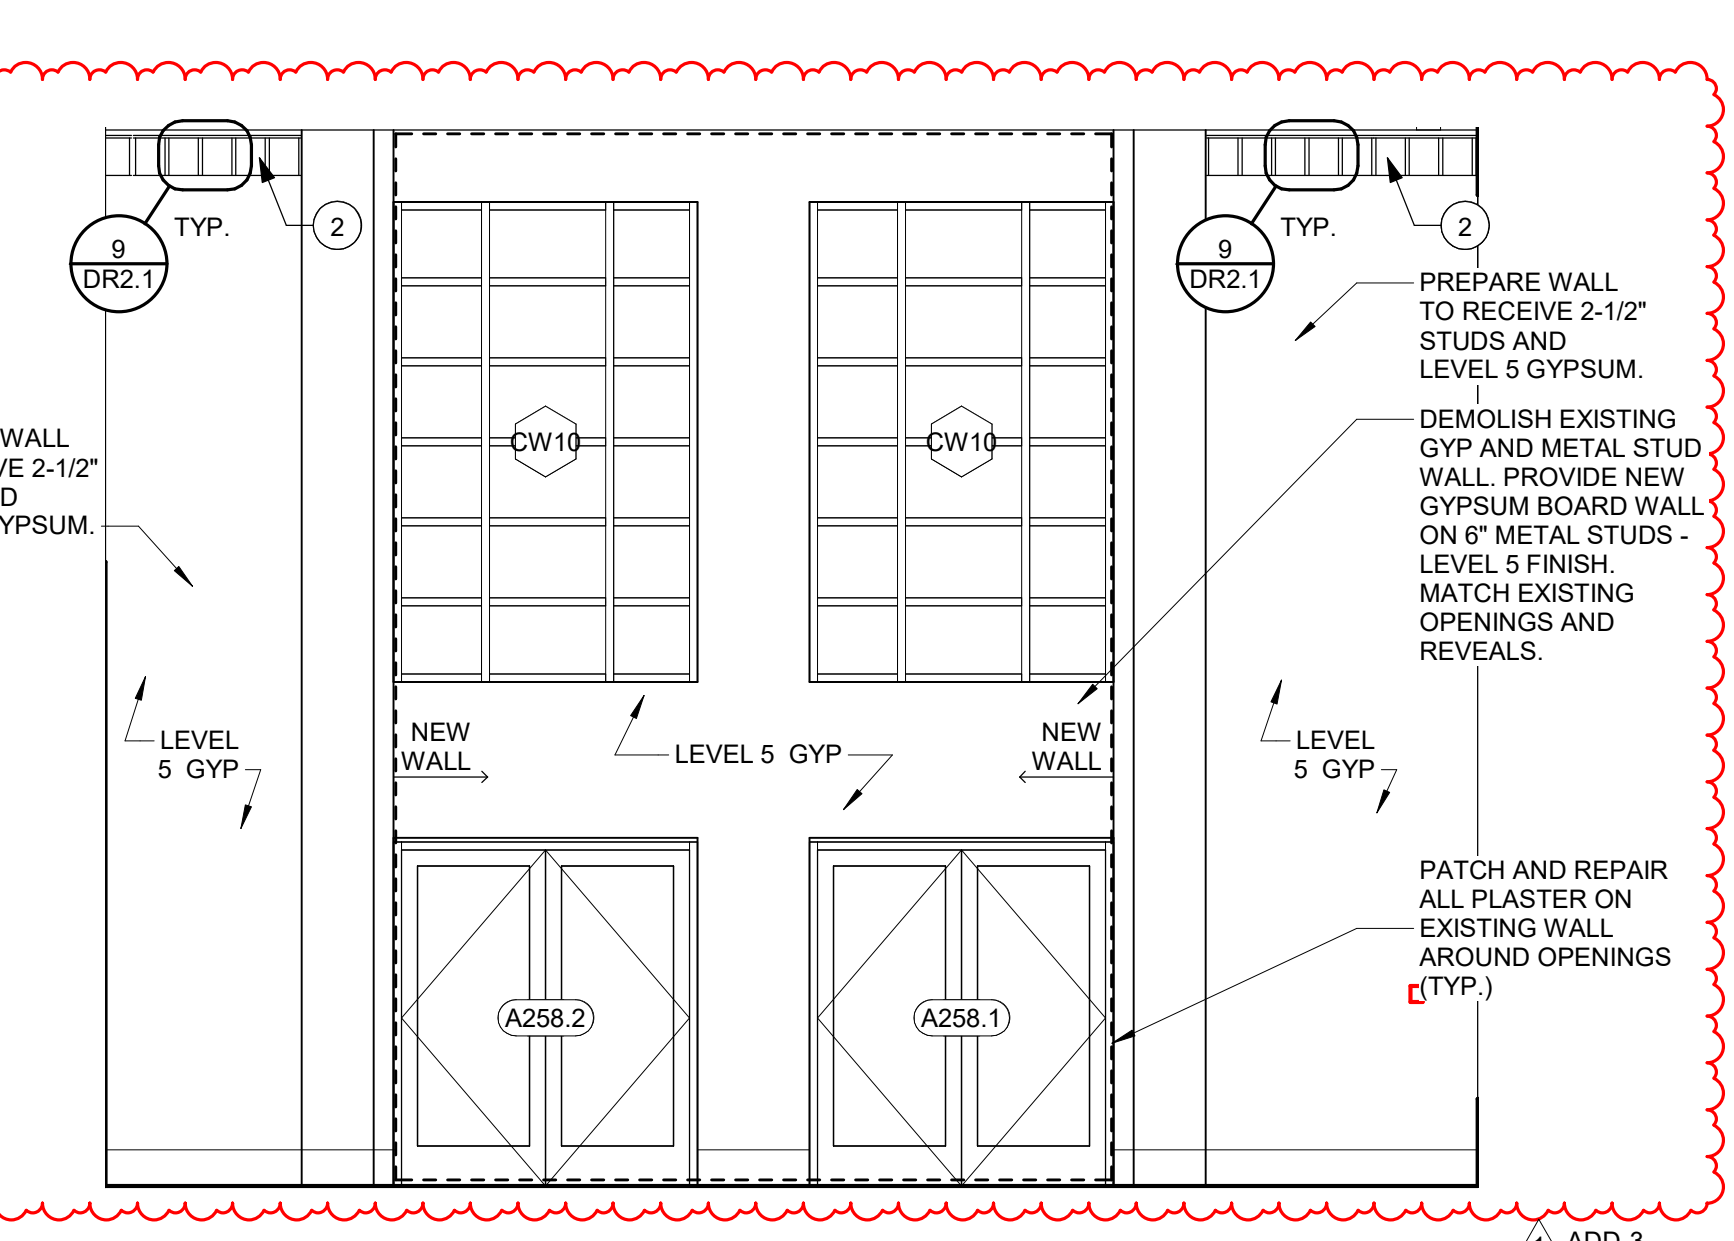 9
DR2.1
TYP.
2
9
DR2.1
TYP.
2
PREPARE WALL
TO RECEIVE 2-1/2"
STUDS AND
LEVEL 5 GYPSUM.
DEMOLISH EXISTING
GYP AND METAL STUD
WALL. PROVIDE NEW
GYPSUM BOARD WALL
ON 6" METAL STUDS -
LEVEL 5 FINISH.
MATCH EXISTING
OPENINGS AND
REVEALS.
WALL
VE 2-1/2"
D
YPSUM.
CW10
CW10
LEVEL
5 GYP
NEW
WALL
LEVEL 5 GYP
NEW
WALL
LEVEL
5 GYP
PATCH AND REPAIR
ALL PLASTER ON
EXISTING WALL
AROUND OPENINGS
(TYP.)
A258.2
A258.1
ADD 3